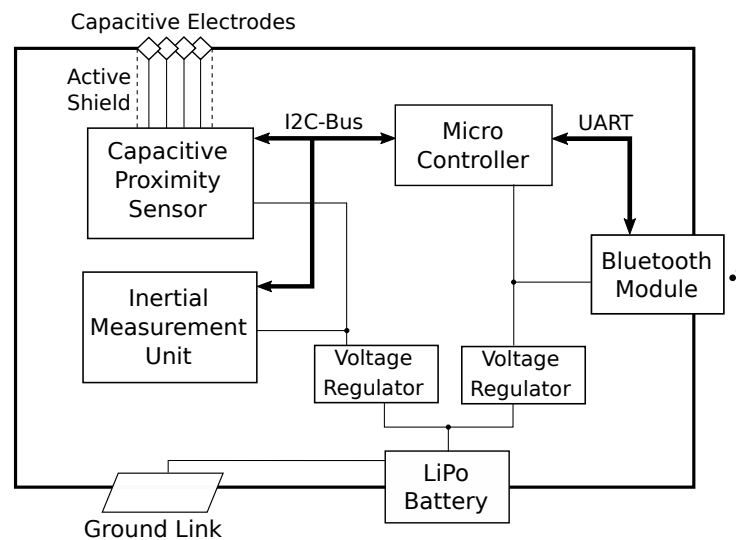 Capacitive Electrodes
Active
Shield
I2C-Bus
UART
Capacitive
Proximity
Sensor
Micro
Controller
Bluetooth
Module
Inertial
Measurement
Unit
Voltage
Regulator
Voltage
Regulator
LiPo
Battery
Ground Link